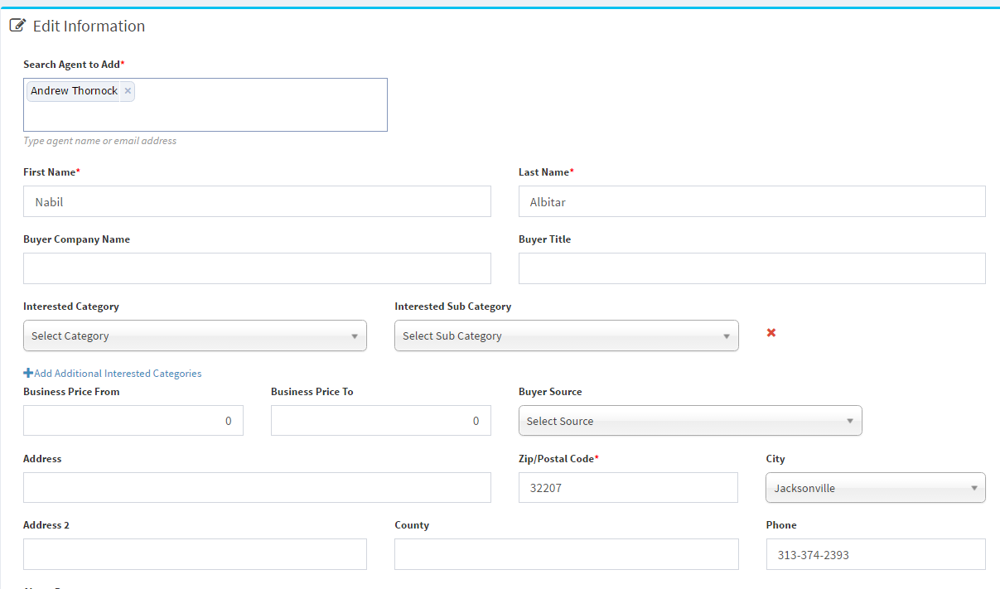 Edit Information
Search Agent to Add*
Andrew Thornock ×
Type agent name or email address
First Name* Last Name*
Nabil Albitar
Buyer Company Name Buyer Title
Interested Category Interested Sub Category
Select Category Select Sub Category
Add Additional Interested Categories
Business Price From Business Price To Buyer Source
0 0 Select Source
Address Zip/Postal Code* City
32207 Jacksonville
Address 2 County Phone
313-374-2393